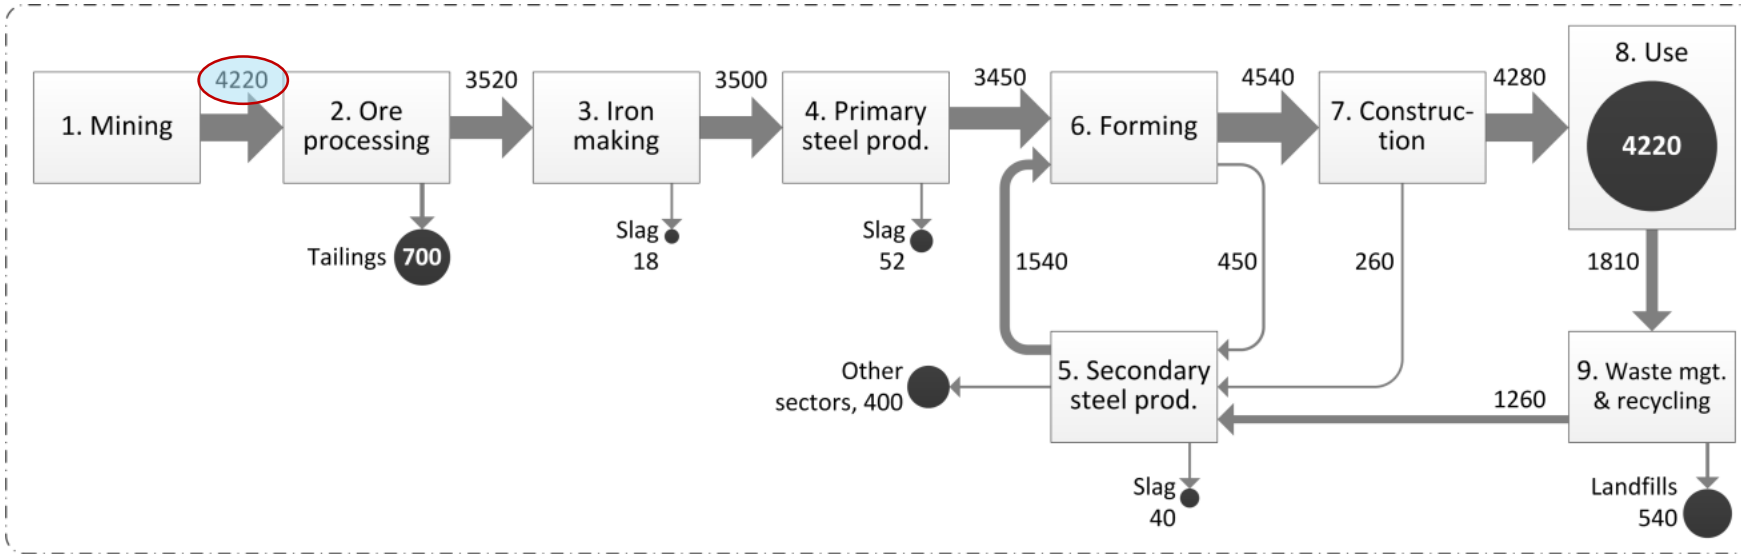 4220
3520
3500
3450
4540
4280
1. Mining
2. Ore
processing
3. Iron
making
4. Primary
steel prod.
6. Forming
7. Construc-
tion
8. Use
4220
Tailings
700
Slag
18
Slag
52
1540
450
260
1810
Other
sectors, 400
5. Secondary
steel prod.
1260
9. Waste mgt.
& recycling
Slag
40
Landfills
540